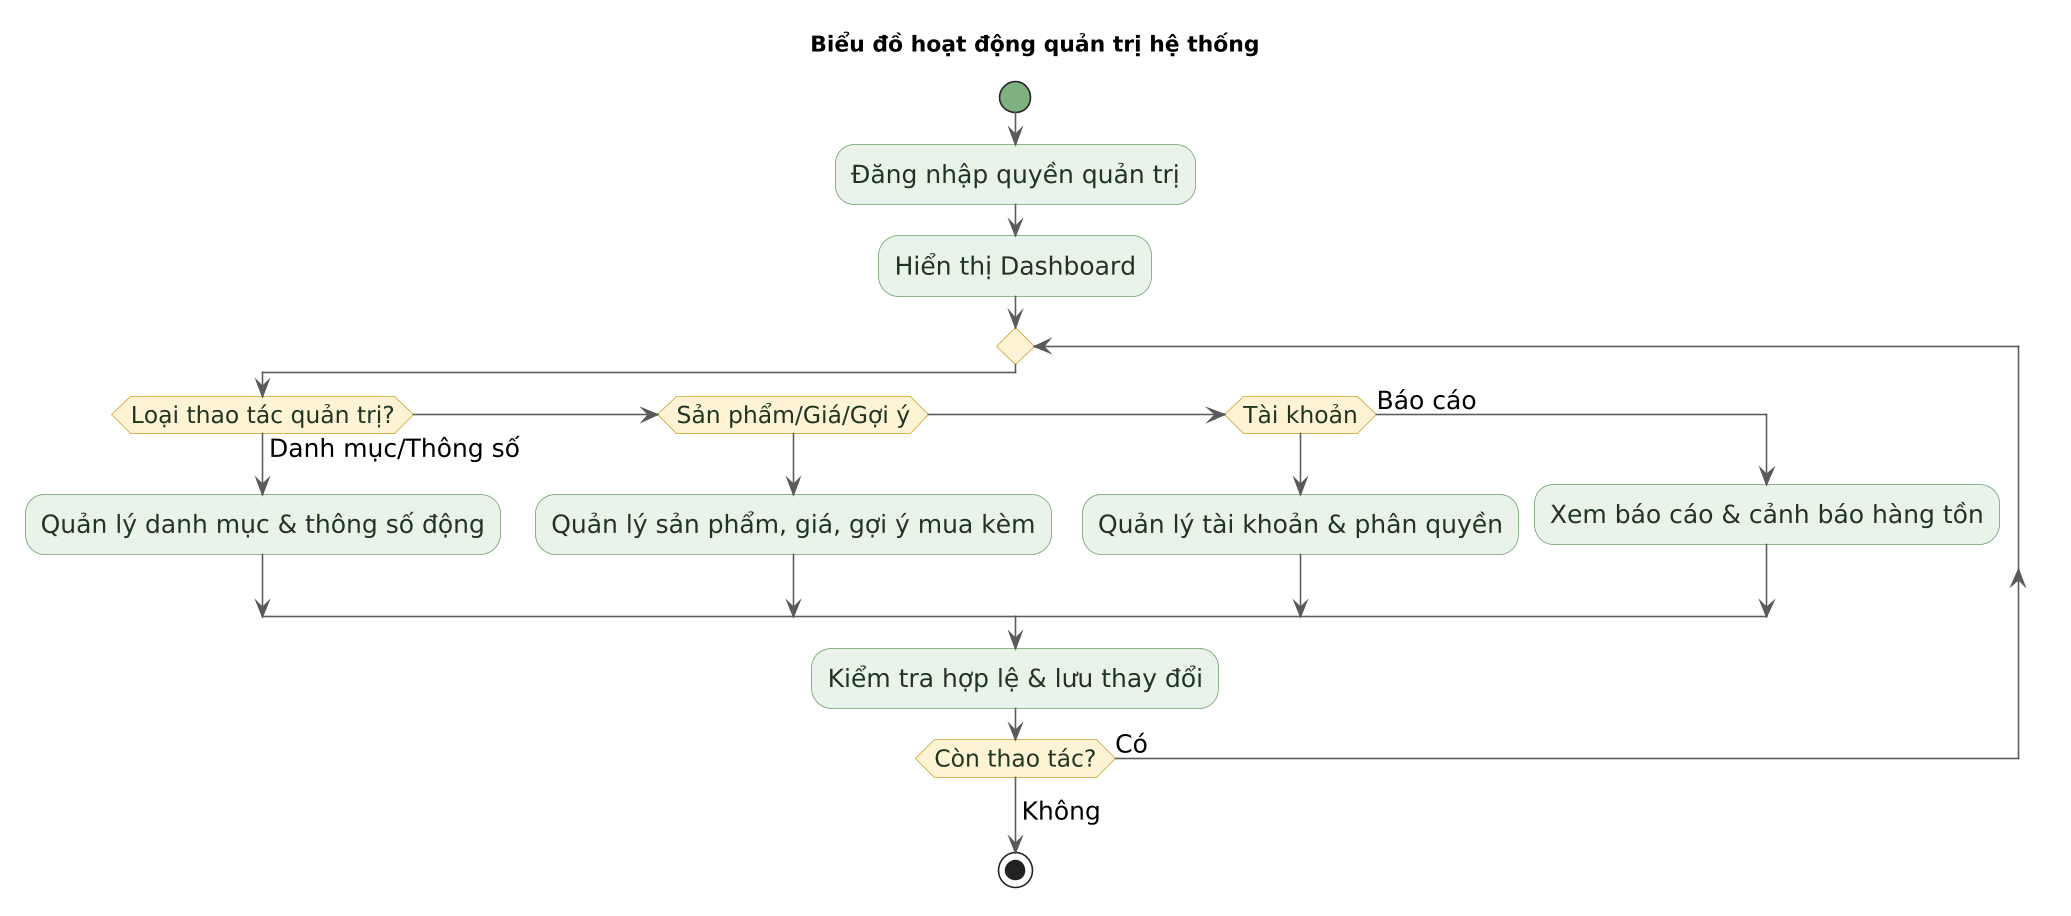 Biểu đồ hoạt động quản trị hệ thống
Đăng nhập quyền quản trị
Hiển thị Dashboard
Loại thao tác quản trị?
Sản phẩm/Giá/Gợi ý
Tài khoản
Báo cáo
Danh mục/Thông số
Quản lý danh mục & thông số động
Quản lý sản phẩm, giá, gợi ý mua kèm
Quản lý tài khoản & phân quyền
Xem báo cáo & cảnh báo hàng tồn
Kiểm tra hợp lệ & lưu thay đổi
Còn thao tác?
Có
Không